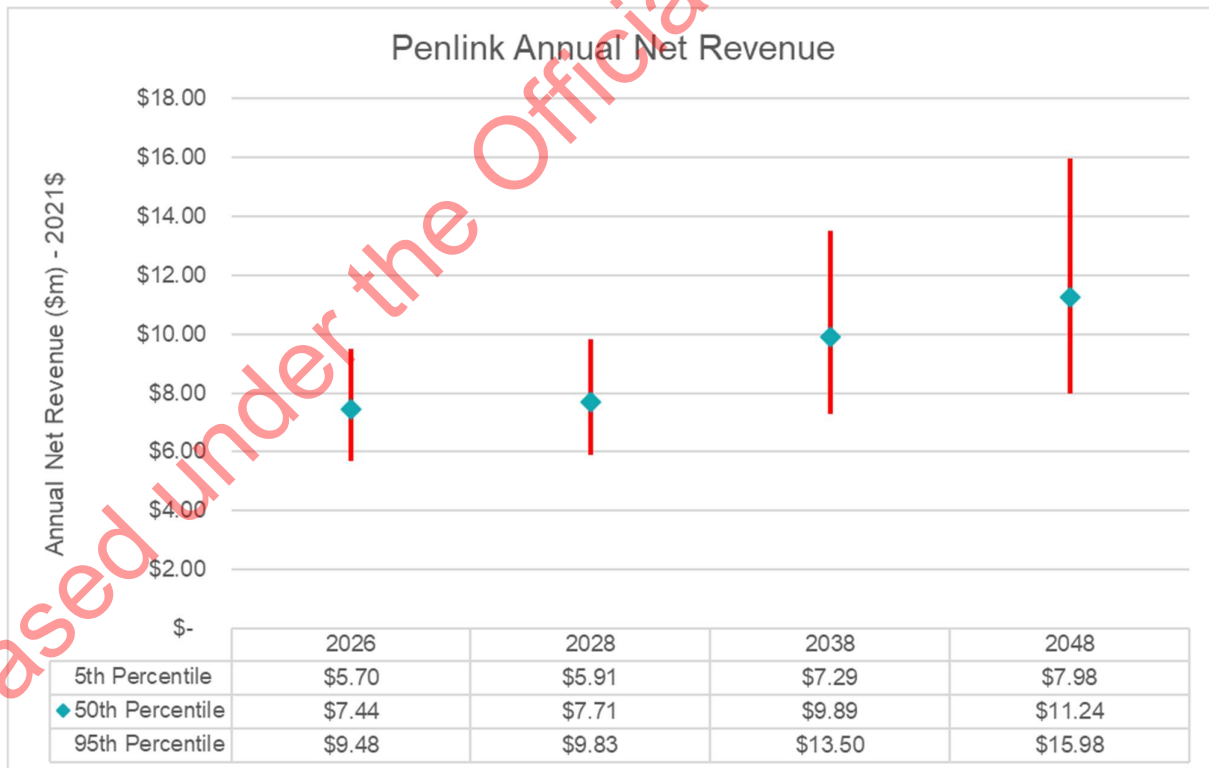 Penlink Annual Net Revenue
Annual Net Revenue ($m) - 2021$
$18.00
$16.00
$14.00
$12.00
$10.00
$8.00
$6.00
$4.00
$2.00
$-
2026 2028 2038 2048
5th Percentile $5.70 $5.91 $7.29 $7.98
50th Percentile $7.44 $7.71 $9.89 $11.24
95th Percentile $9.48 $9.83 $13.50 $15.98
under the